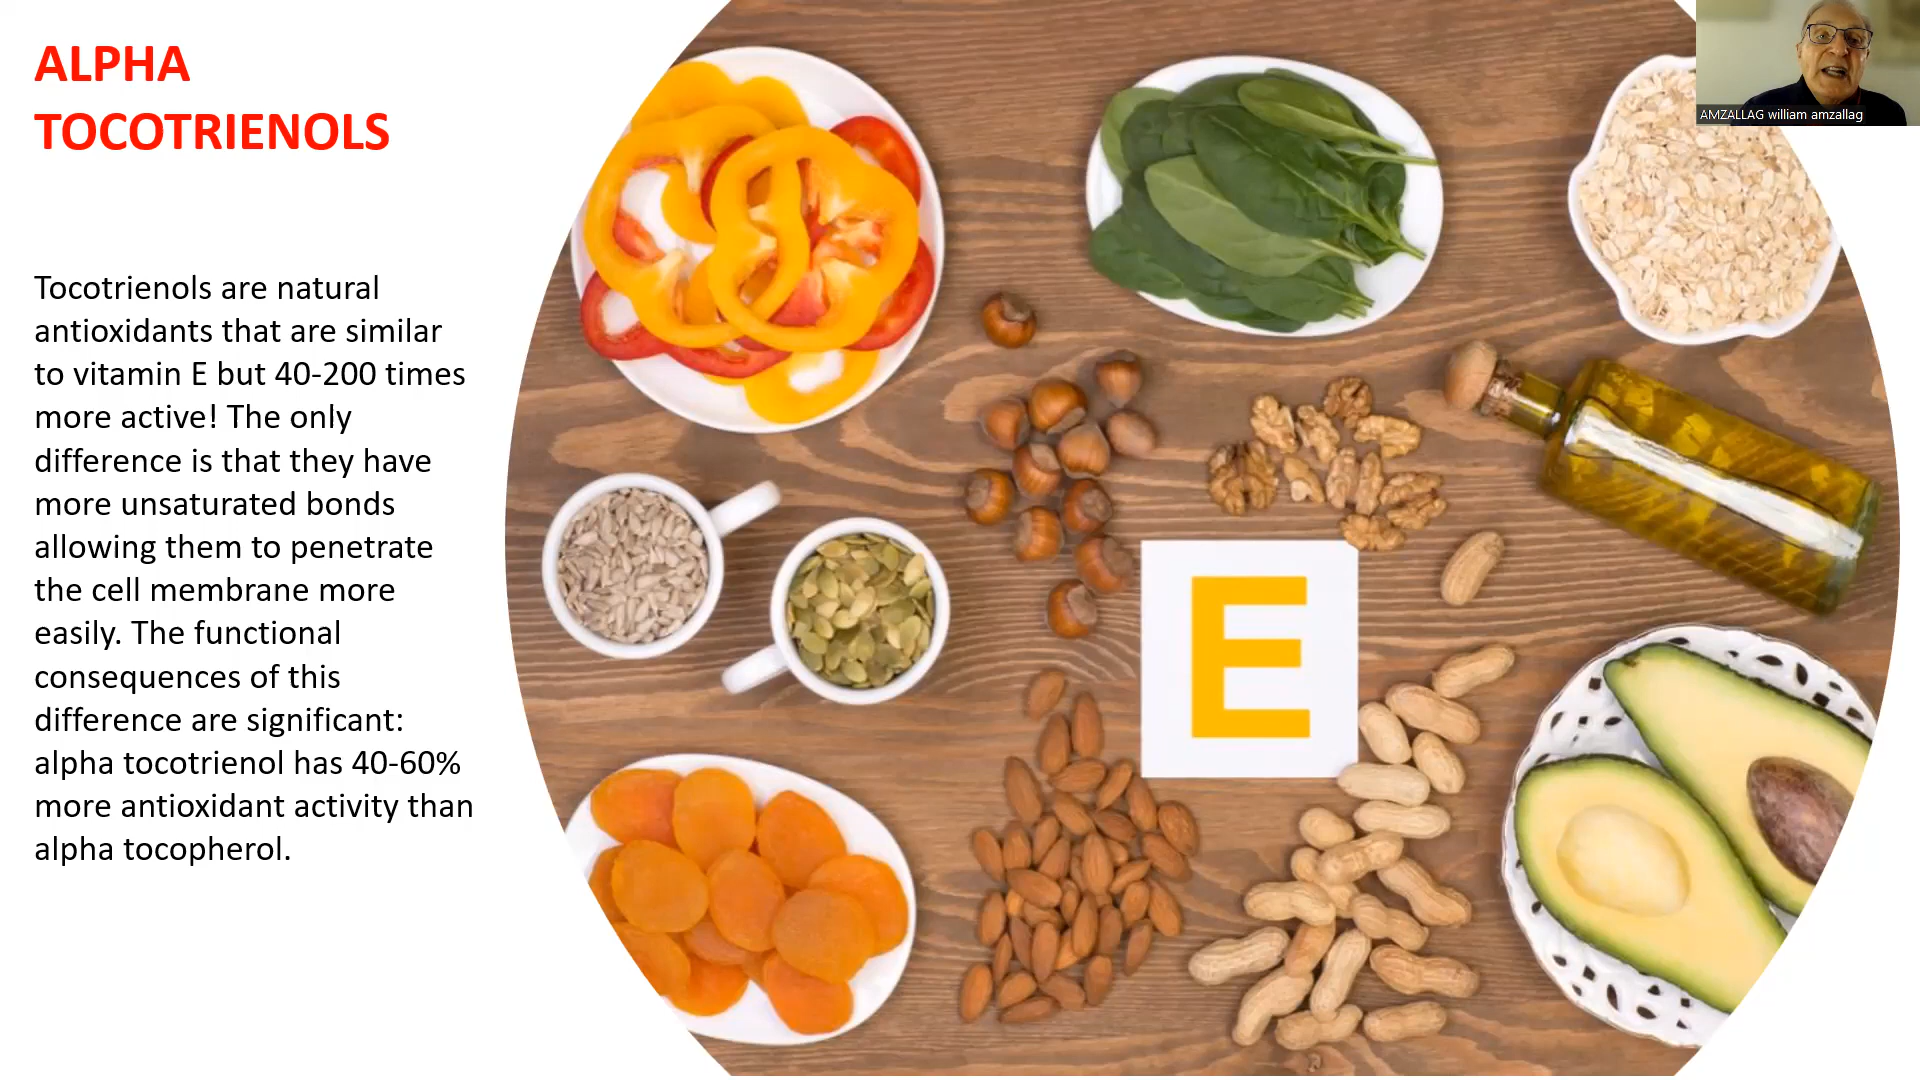 ALPHA
TOCOTRIENOLS
Tocotrienols are natural
antioxidants that are similar
to vitamin E but 40-200 times
more active! The only
difference is that they have
more unsaturated bonds
allowing them to penetrate
the cell membrane more
easily. The functional
consequences of this
difference are significant:
alpha tocotrienol has 40-60%
more antioxidant activity than
alpha tocopherol.
E
AMZALLAG william amzallag